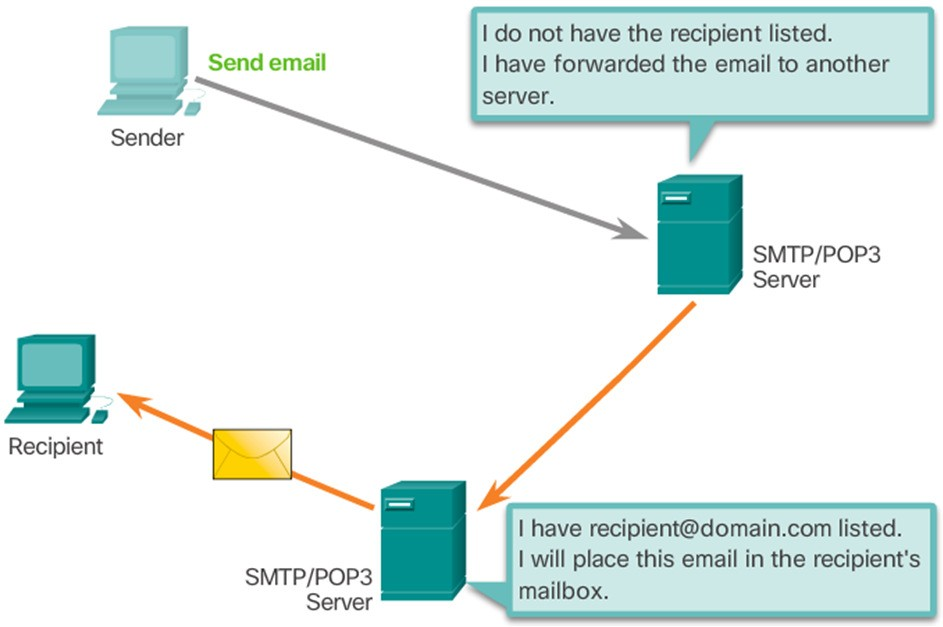 Send email
Sender
I do not have the recipient listed.
I have forwarded the email to another
server.
SMTP/POP3
Server
Recipient
SMTP/POP3
Server
I have recipient@domain.com listed.
I will place this email in the recipient's
mailbox.